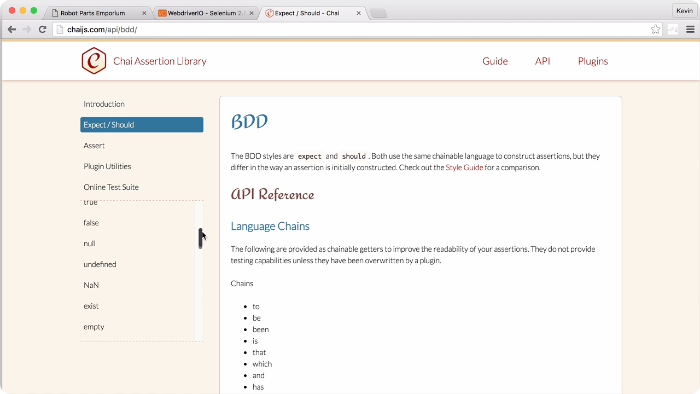 Robot Parts Emporium
WebdriverIO - Selenium 2.
Expect / Should - Chai
Kevin
chaijs.com/api/bdd/
Chai Assertion Library
Guide
API
Plugins
Introduction
Expect / Should
Assert
Plugin Utilities
Online Test Suite
true
false
null
undefined
NaN
exist
empty
BDD
The BDD styles are expect and should. Both use the same chainable language to construct assertions, but they
differ in the way an assertion is initially constructed. Check out the Style Guide for a comparison.
API Reference
Language Chains
The following are provided as chainable getters to improve the readability of your assertions. They do not provide
testing capabilities unless they have been overwritten by a plugin.
Chains
to
be
been
is
that
which
and
has